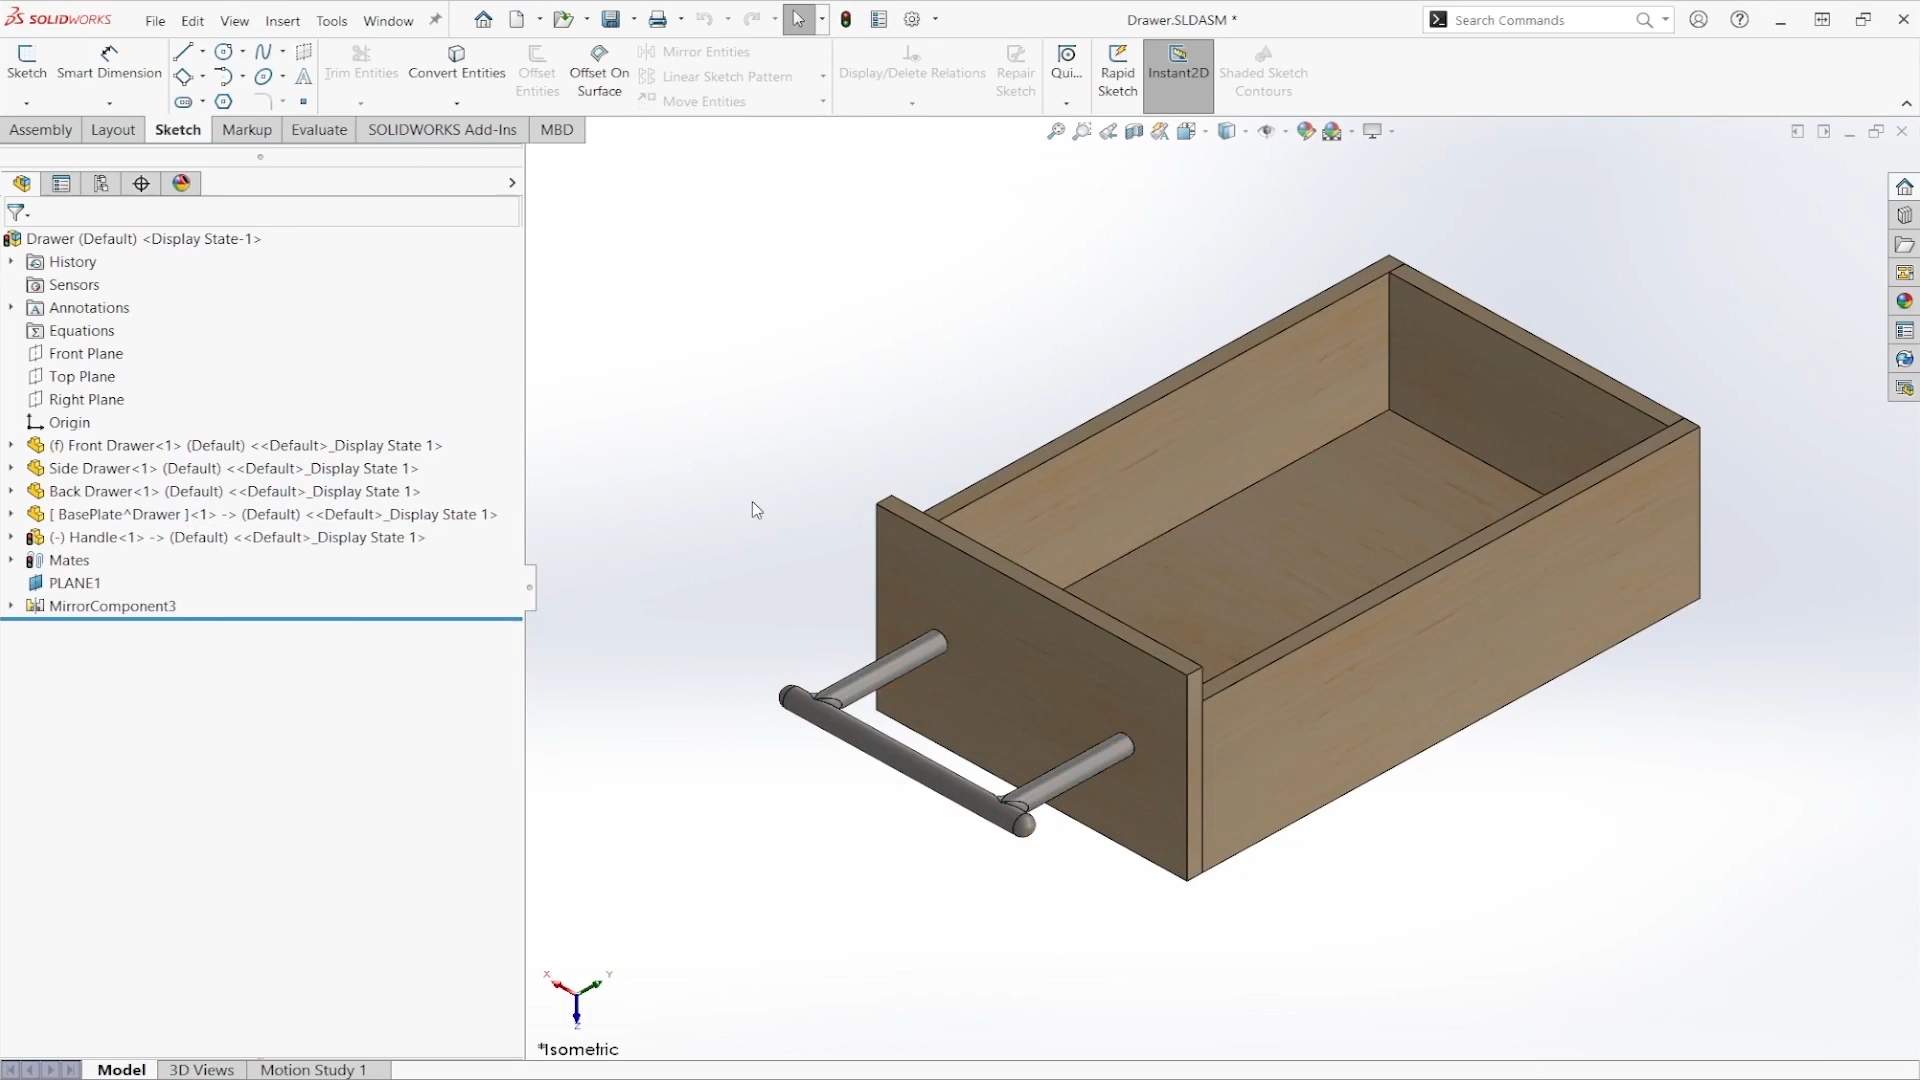 SOLIDWORKS
File Edit View Insert Tools Window
Drawer.SLDASM *
Search Commands
Sketch
Smart Dimension
Trim Entities
Convert Entities
Offset
Entities
Offset On
Surface
Mirror Entities
Linear Sketch Pattern
Move Entities
Display/Delete Relations
Repair
Sketch
Qui...
Rapid
Sketch
Instant2D
Shaded Sketch
Contours
Assembly Layout Sketch Markup Evaluate SOLIDWORKS Add-Ins MBD
Drawer (Default) <Display State-1>
History
Sensors
Annotations
Equations
Front Plane
Top Plane
Right Plane
Origin
(f) Front Drawer<1> (Default) <<Default>_Display State 1>
Side Drawer<1> (Default) <<Default>_Display State 1>
Back Drawer<1> (Default) <<Default>_Display State 1>
[ BasePlate^Drawer ]<1> -> (Default) <<Default>_Display State 1>
(-) Handle<1> -> (Default) <<Default>_Display State 1>
Mates
PLANE1
MirrorComponent3
X Y
Z
*Isometric
Model 3D Views Motion Study 1